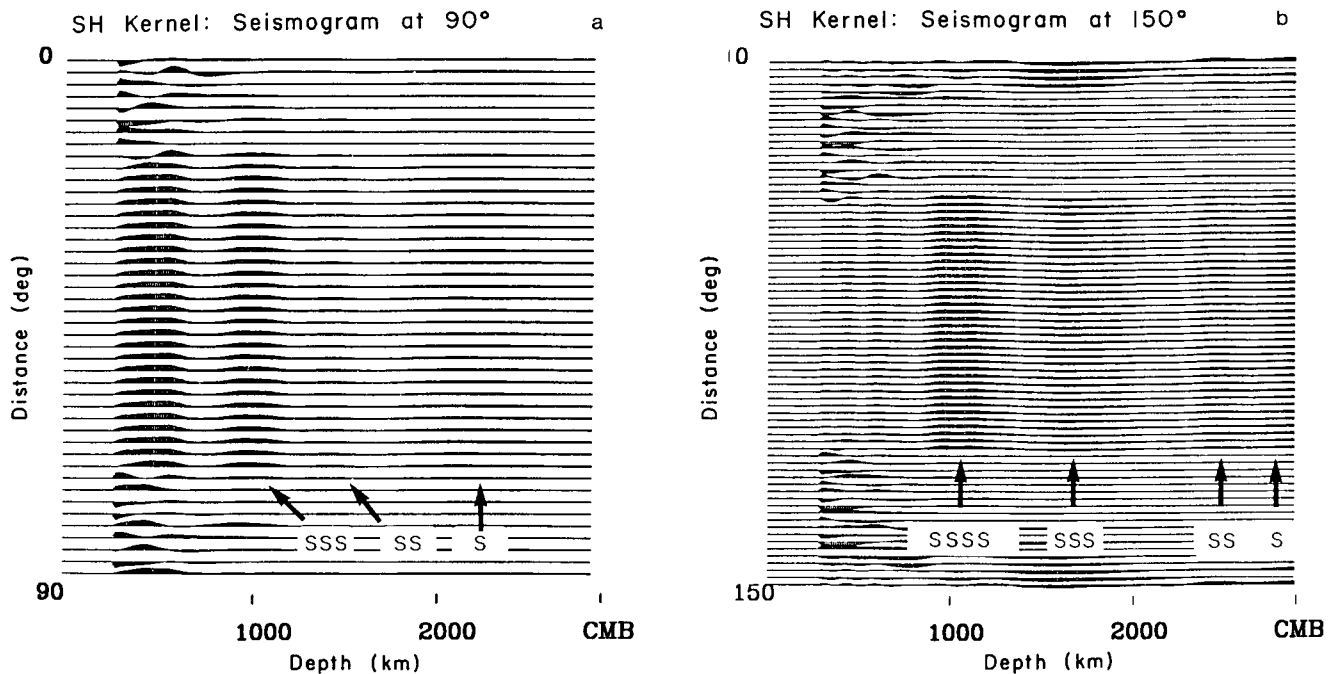 SH Kernel: Seismogram at 90° a
0
Distance (deg)
SSS SS S
90
1000 2000 CMB
Depth (km)
SH Kernel: Seismogram at 150° b
0
Distance (deg)
SSSS SSS SS S
150
1000 2000 CMB
Depth (km)